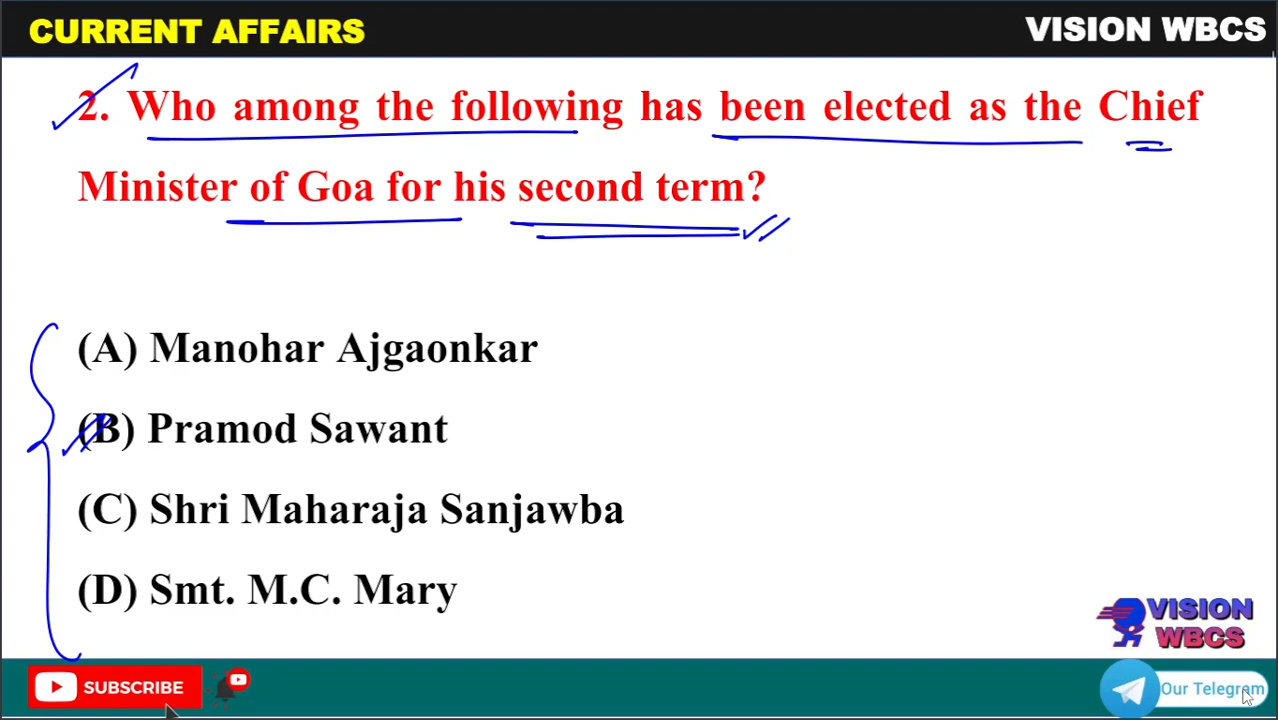 CURRENT AFFAIRS
VISION WBCS
2. Who among the following has been elected as the Chief
Minister of Goa for his second term?
(A) Manohar Ajgaonkar
(B) Pramod Sawant
(C) Shri Maharaja Sanjawba
(D) Smt. M.C. Mary
VISION
WBCS
SUBSCRIBE
Our Telegram